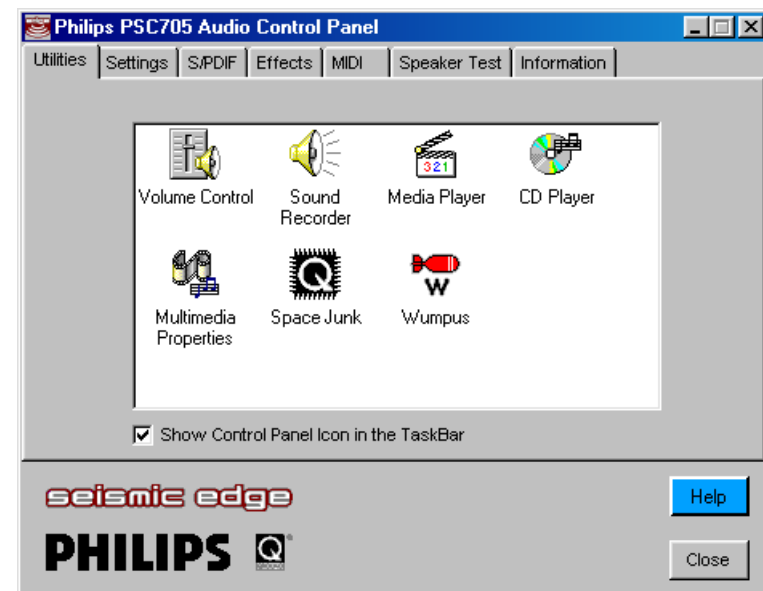 Philips PSC705 Audio Control Panel
Utilities Settings S/PDIF Effects MIDI Speaker Test Information
Volume Control Sound Recorder Media Player CD Player
321
Multimedia Properties Space Junk Wumpus
Q
W
Show Control Panel Icon in the TaskBar
seismic edge
Help
PHILIPS Q
Close